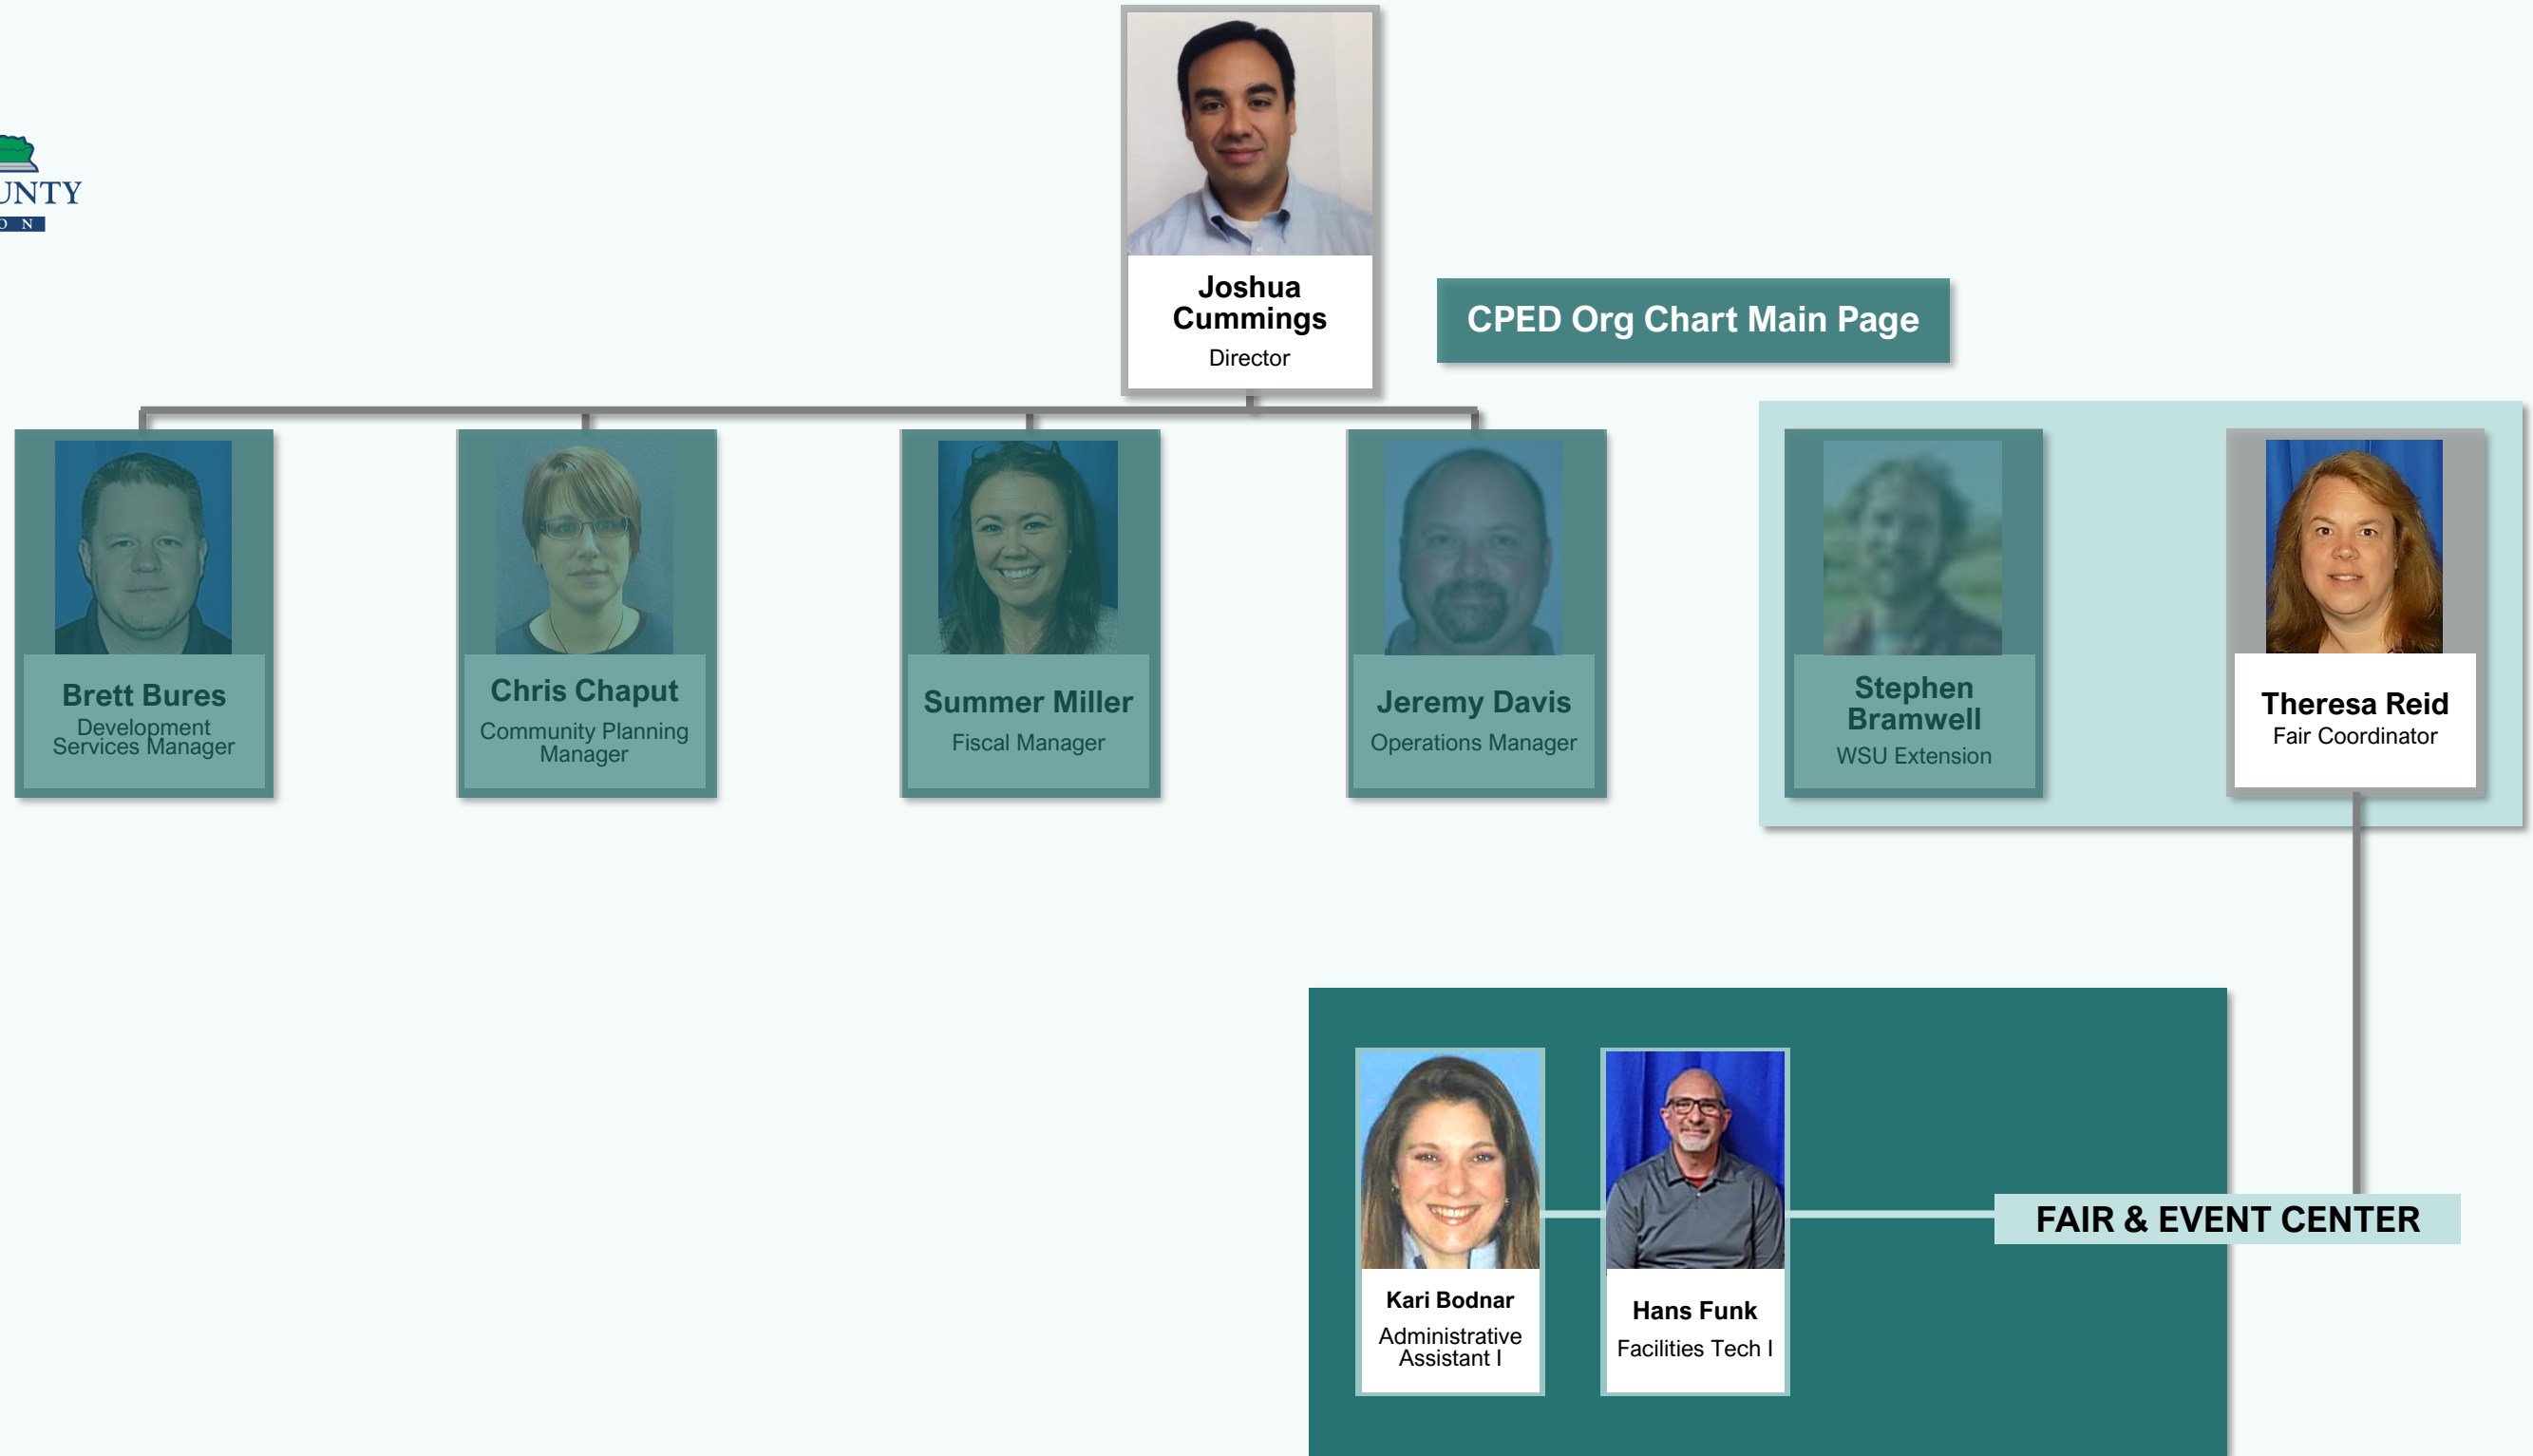 UNTY
O N
Joshua
Cummings
Director
CPED Org Chart Main Page
Brett Bures
Development
Services Manager
Chris Chaput
Community Planning
Manager
Summer Miller
Fiscal Manager
Jeremy Davis
Operations Manager
Stephen
Bramwell
WSU Extension
Theresa Reid
Fair Coordinator
FAIR & EVENT CENTER
Kari Bodnar
Administrative
Assistant I
Hans Funk
Facilities Tech I